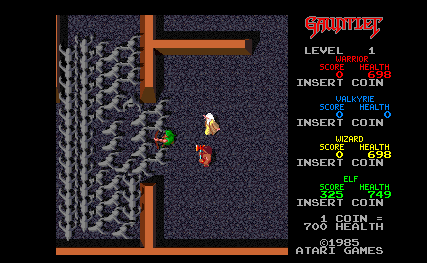 GAUNTLET
LEVEL 1
WARRIOR
SCORE HEALTH
0 698
INSERT COIN
VALKYRIE
SCORE HEALTH
0 0
INSERT COIN
WIZARD
SCORE HEALTH
0 698
INSERT COIN
ELF
SCORE HEALTH
325 749
INSERT COIN
1 COIN =
700 HEALTH
©1985
ATARI GAMES